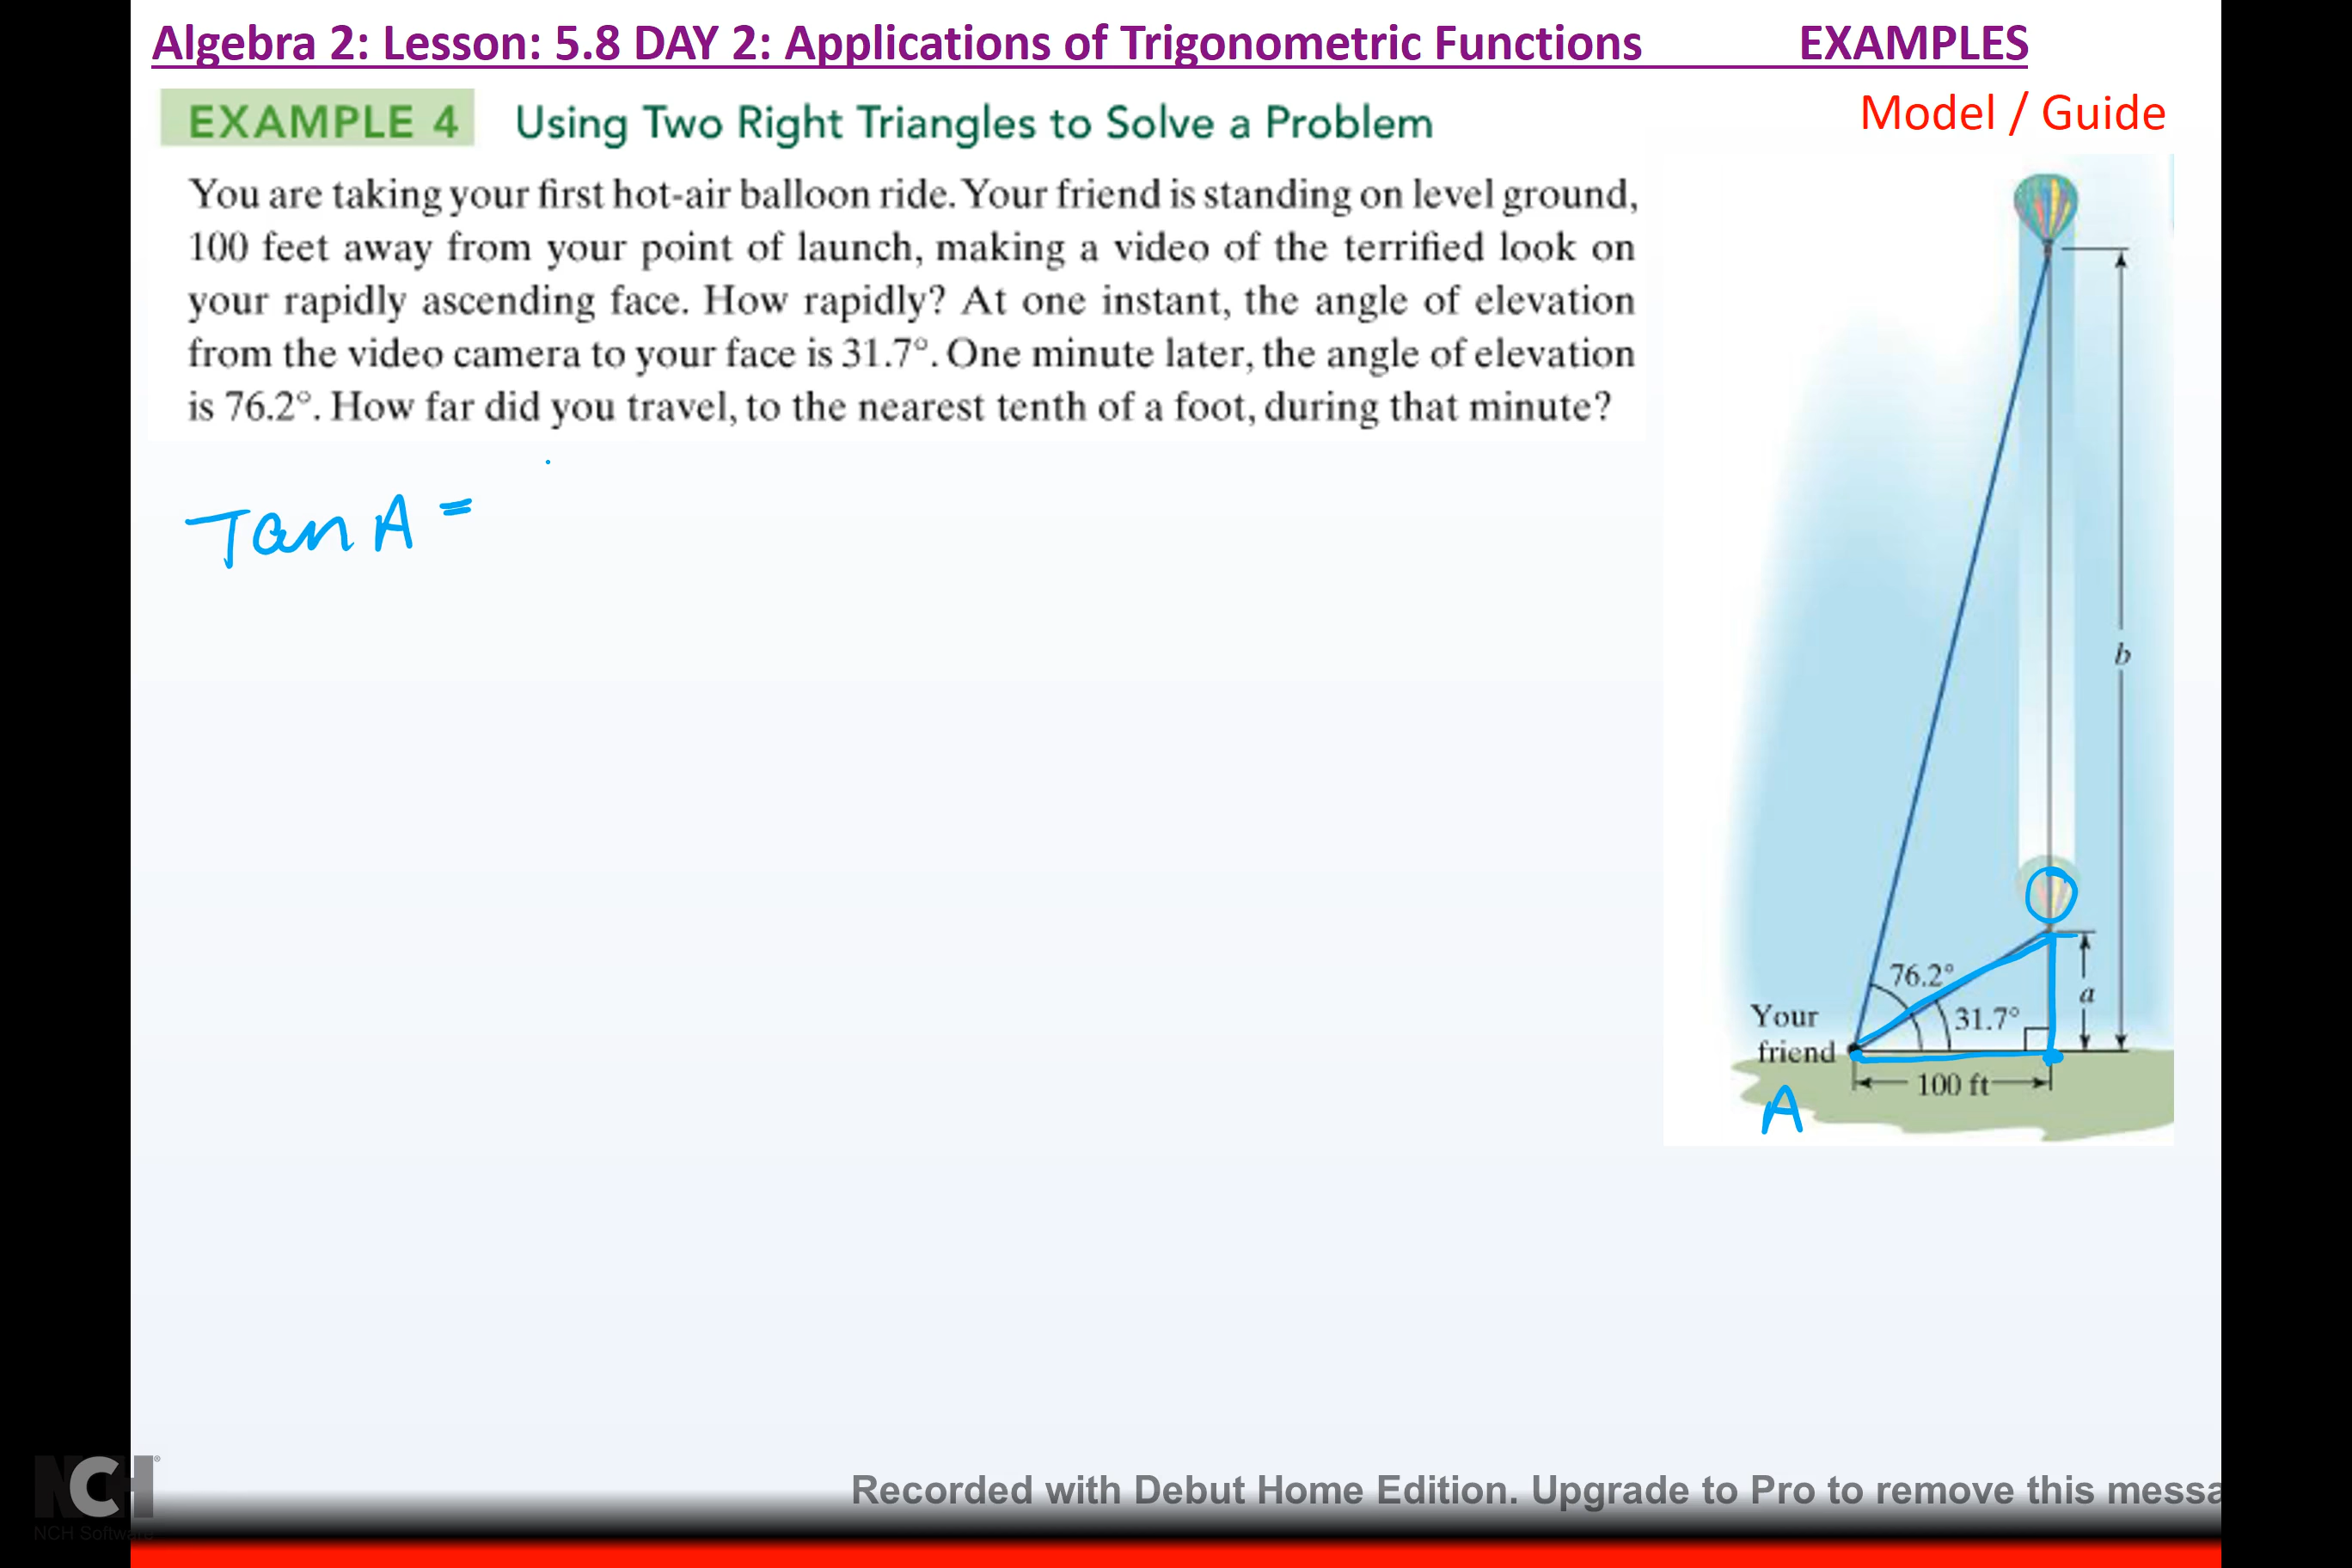 Algebra 2: Lesson: 5.8 DAY 2: Applications of Trigonometric Functions EXAMPLES
Model / Guide
EXAMPLE 4 Using Two Right Triangles to Solve a Problem
You are taking your first hot-air balloon ride. Your friend is standing on level ground,
100 feet away from your point of launch, making a video of the terrified look on
your rapidly ascending face. How rapidly? At one instant, the angle of elevation
from the video camera to your face is 31.7°. One minute later, the angle of elevation
is 76.2°. How far did you travel, to the nearest tenth of a foot, during that minute?
Tan A =
b
76.2°
a
31.7°
Your
friend
100 ft
A
NCH®
NCH Software
Recorded with Debut Home Edition. Upgrade to Pro to remove this messa